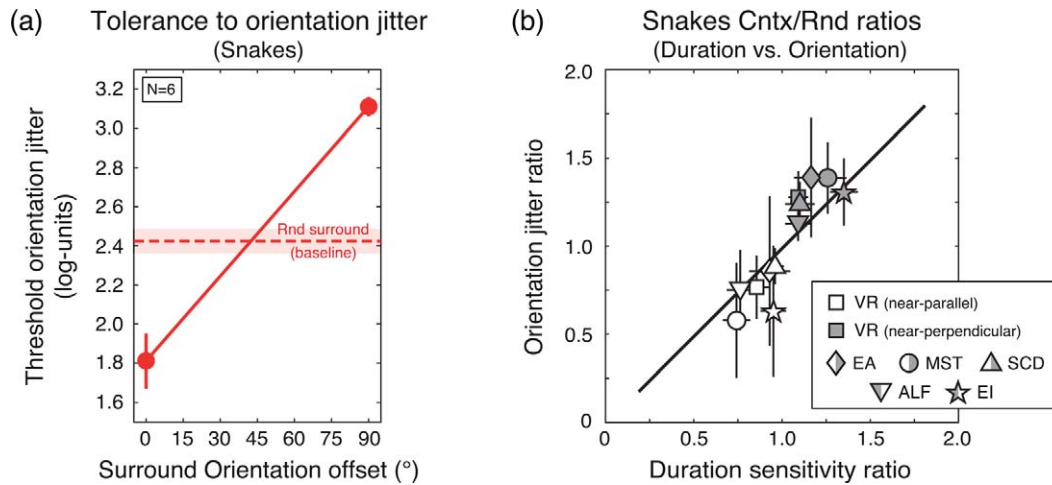 (a) Tolerance to orientation jitter
(Snakes)
N=6
Threshold orientation jitter
(log-units)
3.2
3.0
2.8
2.6
2.4
2.2
2.0
1.8
1.6
Rnd surround
(baseline)
0 15 30 45 60 75 90
Surround Orientation offset (°)
(b) Snakes Cntx/Rnd ratios
(Duration vs. Orientation)
Orientation jitter ratio
2.0
1.5
1.0
0.5
0
VR (near-parallel)
VR (near-perpendicular)
EA MST SCD
ALF EI
0 0.5 1.0 1.5 2.0
Duration sensitivity ratio